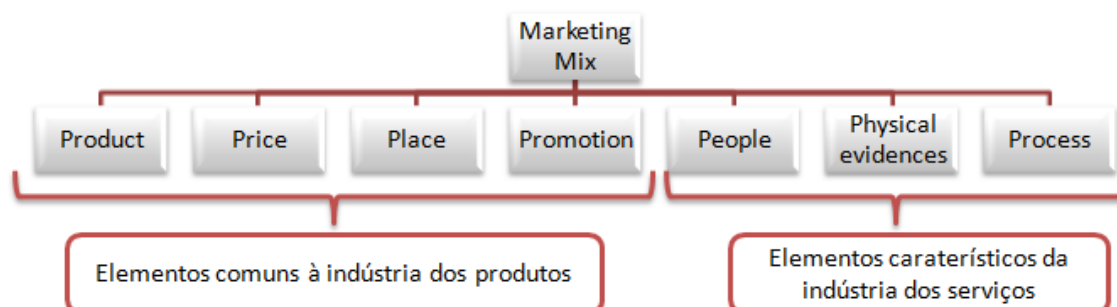 Marketing
Mix
Product
Price
Place
Promotion
People
Physical
evidences
Process
Elementos comuns à indústria dos produtos
Elementos caraterísticos da
indústria dos serviços